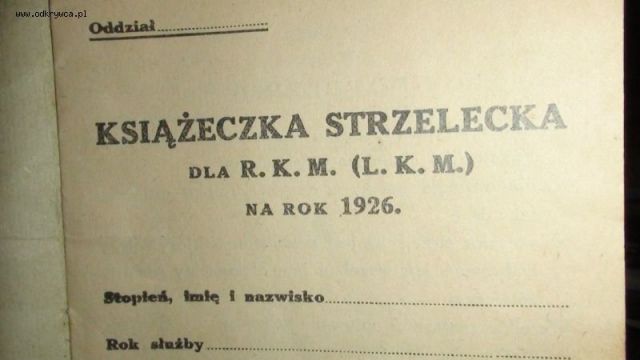 www.odkrywca.pl
Oddział
KSIĄŻECZKA STRZELECKA
DLA R. K. M. (L. K. M.)
NA ROK 1926.
Stopień, imię i nazwisko
Rok służby